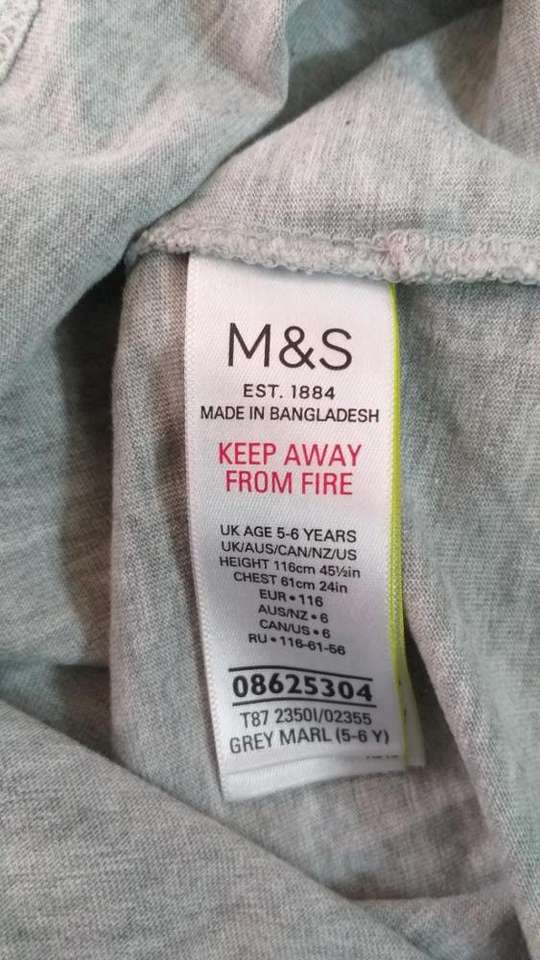 M&S
EST. 1884
MADE IN BANGLADESH
KEEP AWAY
FROM FIRE
UK AGE 5-6 YEARS
UK/AUS/CAN/NZ/US
HEIGHT 116cm 45½in
CHEST 61cm 24in
EUR•116
AUS/NZ•6
CAN/US•6
RU•116-61-56
08625304
T87 2350I/02355
GREY MARL (5-6 Y)